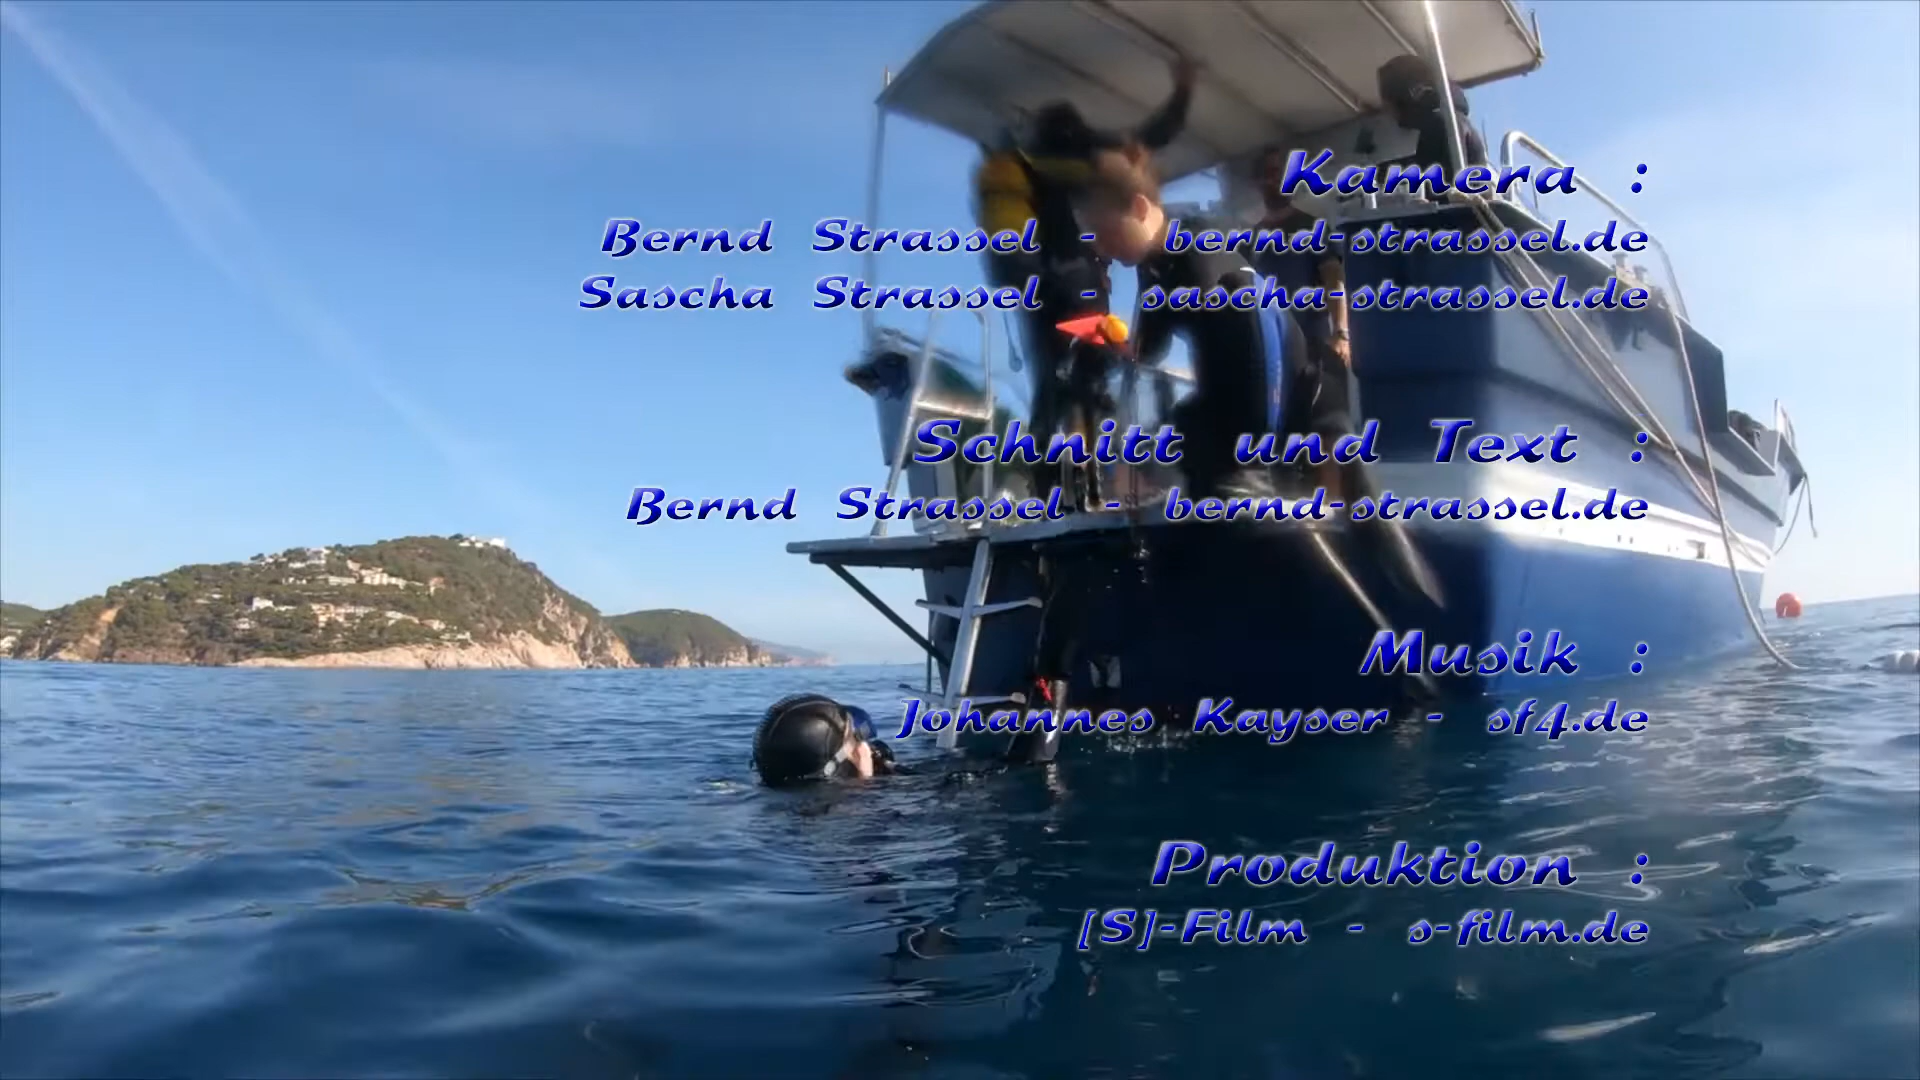 Kamera :
Bernd Strassel - bernd-strassel.de
Sascha Strassel - sascha-strassel.de
Schnitt und Text :
Bernd Strassel - bernd-strassel.de
Musik :
Johannes Kayser - sf4.de
Produktion :
[S]-Film - s-film.de